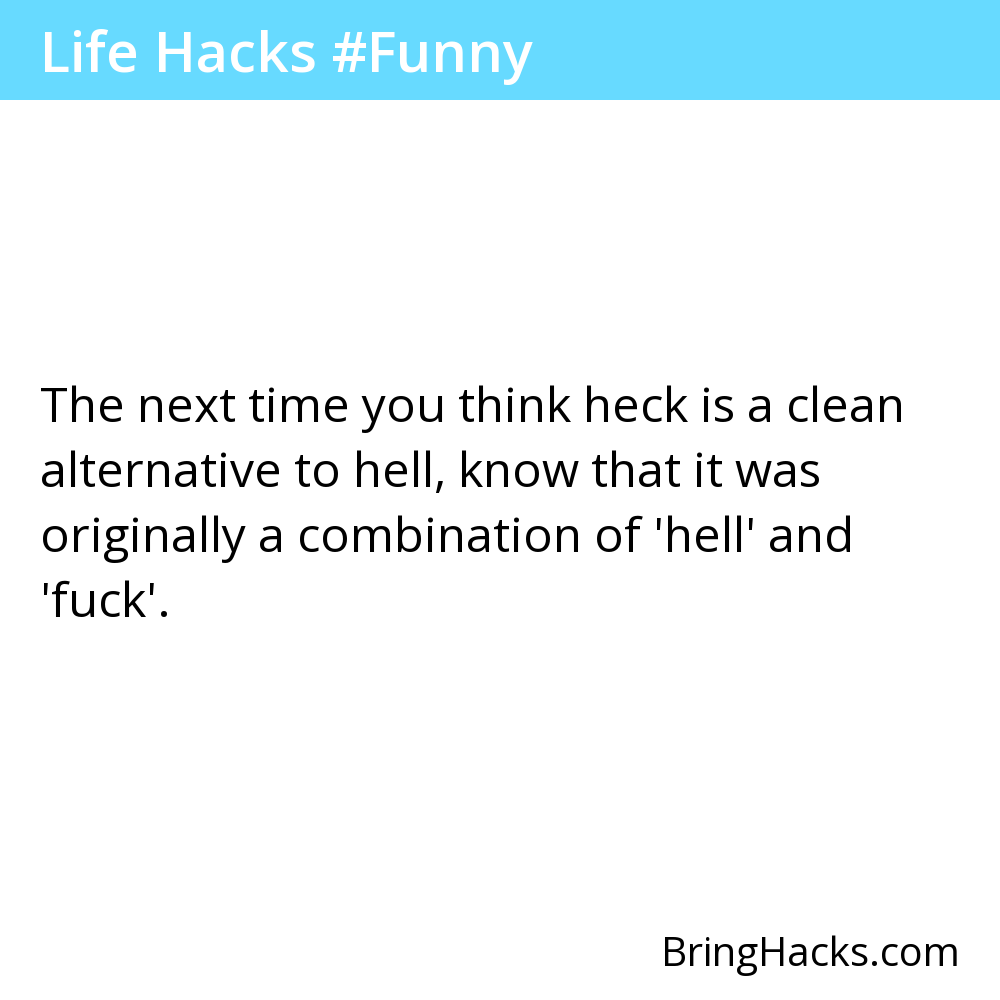 Life Hacks #Funny
The next time you think heck is a clean
alternative to hell, know that it was
originally a combination of 'hell' and
'fuck'.
BringHacks.com